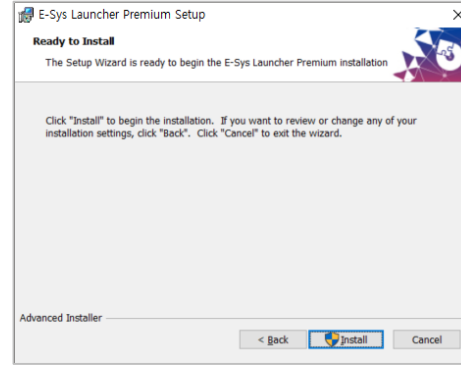 E-Sys Launcher Premium Setup
Ready to Install
The Setup Wizard is ready to begin the E-Sys Launcher Premium installation
Click "Install" to begin the installation. If you want to review or change any of your
installation settings, click "Back". Click "Cancel" to exit the wizard.
Advanced Installer
< Back Install Cancel